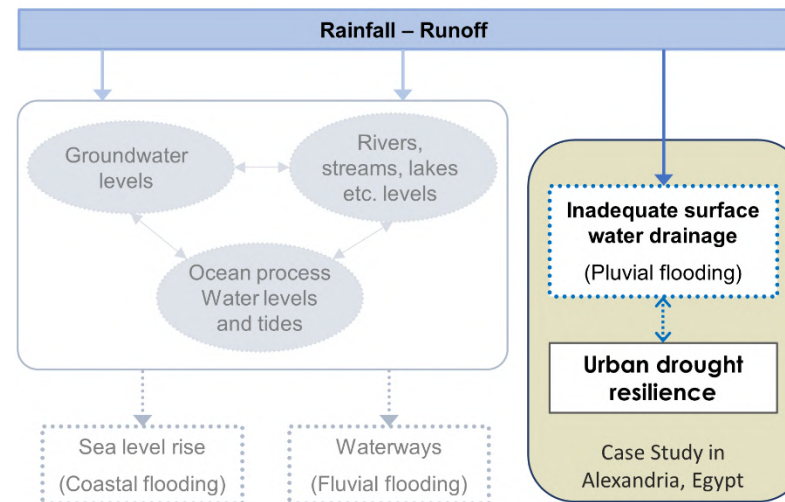 Rainfall – Runoff
Groundwater
levels
Rivers,
streams, lakes
etc. levels
Ocean process
Water levels
and tides
Inadequate surface
water drainage
(Pluvial flooding)
Urban drought
resilience
Case Study in
Alexandria, Egypt
Sea level rise
(Coastal flooding)
Waterways
(Fluvial flooding)